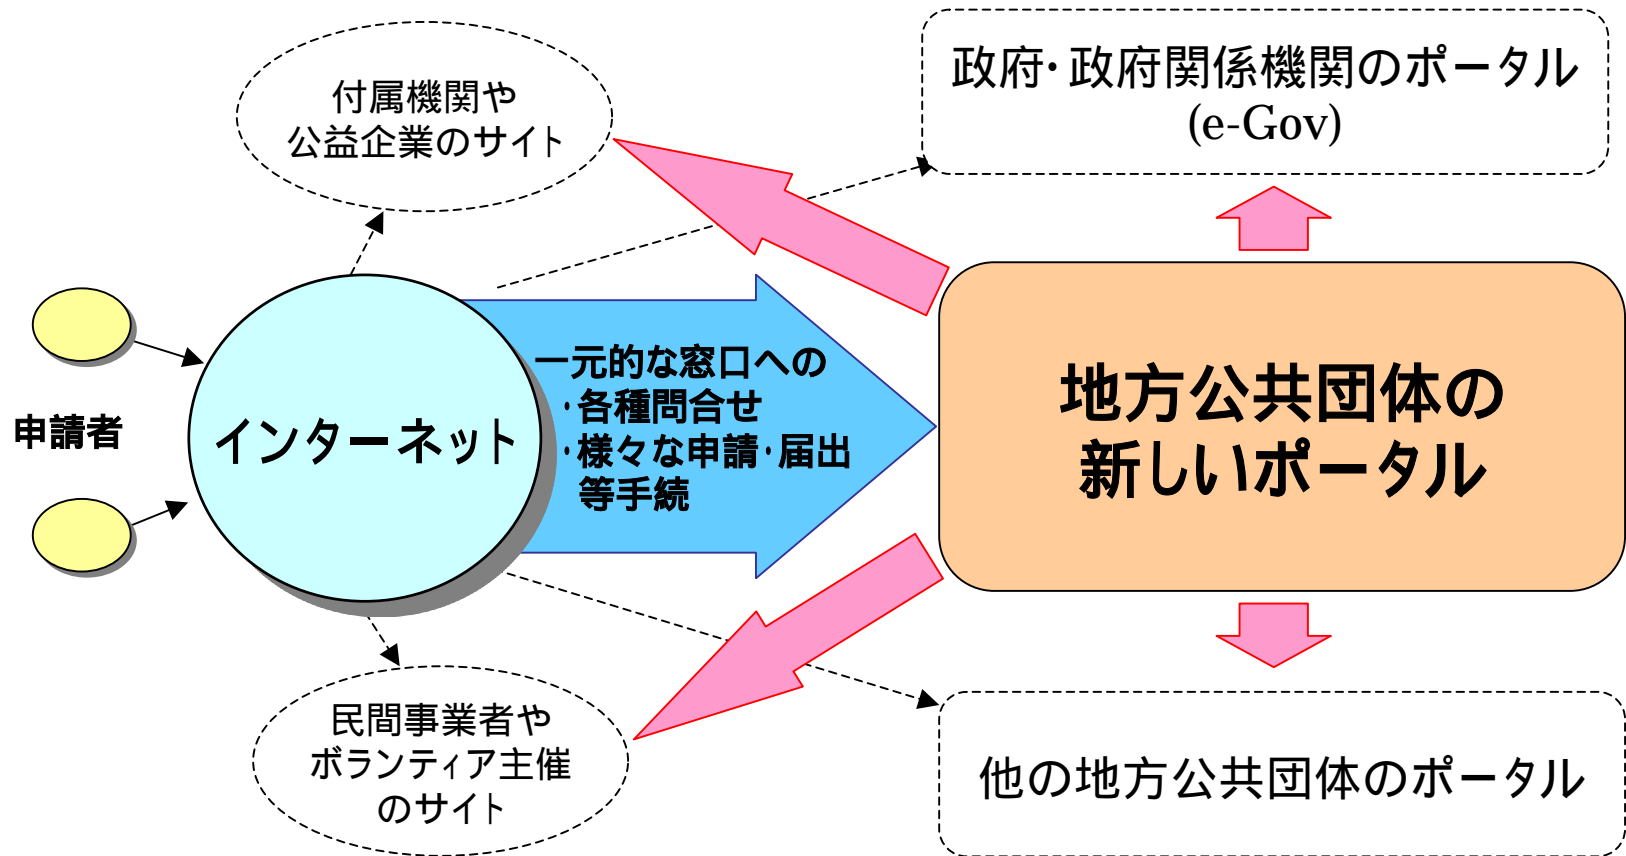 付属機関や
公益企業のサイト
政府・政府関係機関のポータル
(e-Gov)
申請者
インターネット
一元的な窓口への
・各種問合せ
・様々な申請・届出
等手続
地方公共団体の
新しいポータル
民間事業者や
ボランティア主催
のサイト
他の地方公共団体のポータル